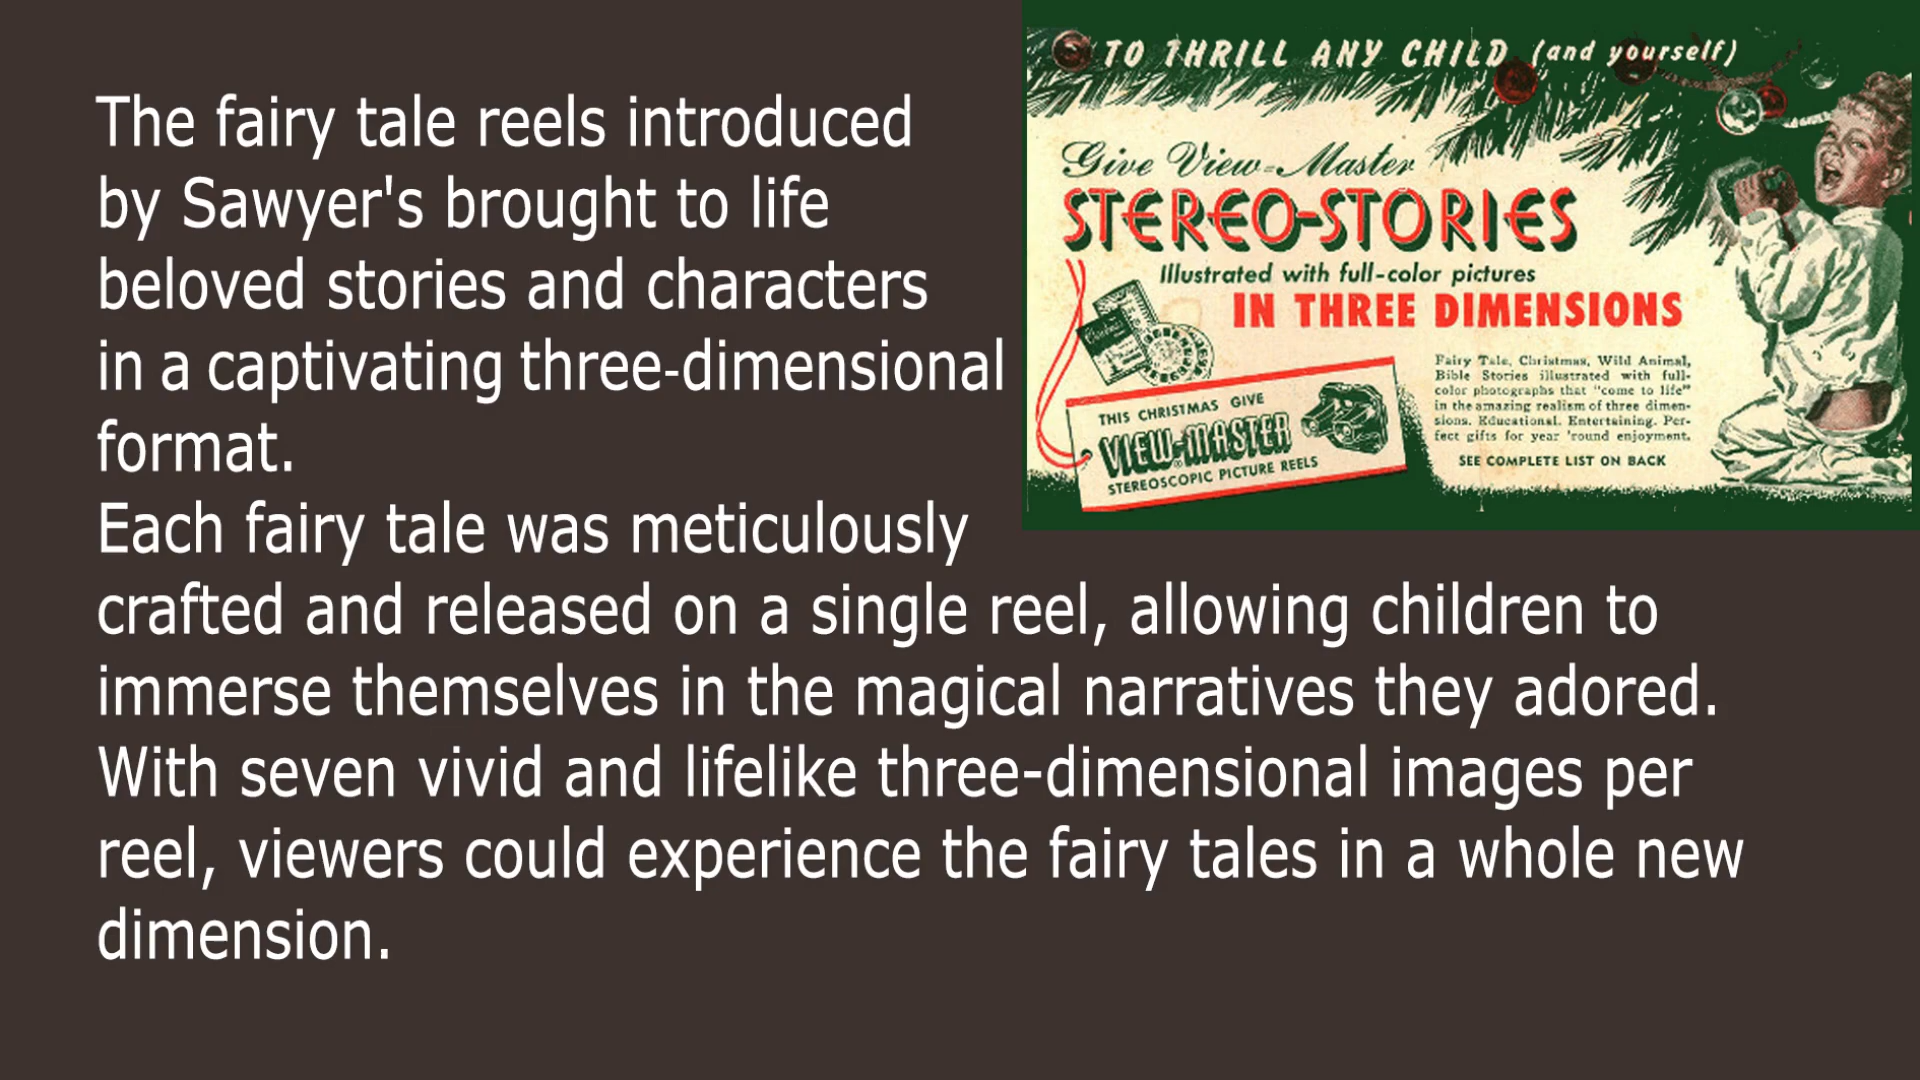 The fairy tale reels introduced
by Sawyer's brought to life
beloved stories and characters
in a captivating three-dimensional
format.
Each fairy tale was meticulously
crafted and released on a single reel, allowing children to
immerse themselves in the magical narratives they adored.
With seven vivid and lifelike three-dimensional images per
reel, viewers could experience the fairy tales in a whole new
dimension.
TO THRILL ANY CHILD (and yourself)
Give View-Master
STEREO-STORIES
Illustrated with full-color pictures
IN THREE DIMENSIONS
Fairy Tale, Christmas, Wild Animal,
Bible Stories illustrated with full-
color photographs that "come to life"
in the amazing realism of three dimen-
sions. Educational. Entertaining. Per-
fect gifts for year 'round enjoyment.
SEE COMPLETE LIST ON BACK
THIS CHRISTMAS GIVE
VIEW-MASTER
STEREOSCOPIC PICTURE REELS